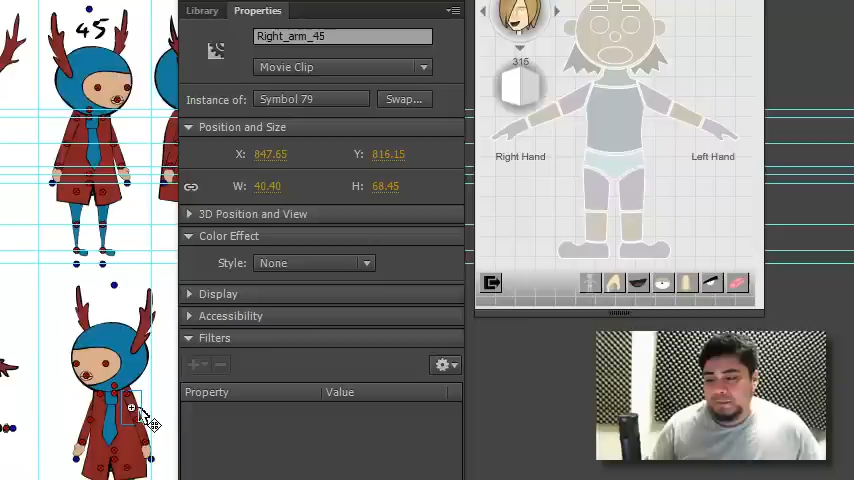 45
Library Properties
Right_arm_45
Movie Clip
Instance of: Symbol 79 Swap...
Position and Size
X: 847.65 Y: 816.15
W: 40.40 H: 68.45
3D Position and View
Color Effect
Style: None
Display
Accessibility
Filters
Property Value
315
Right Hand Left Hand